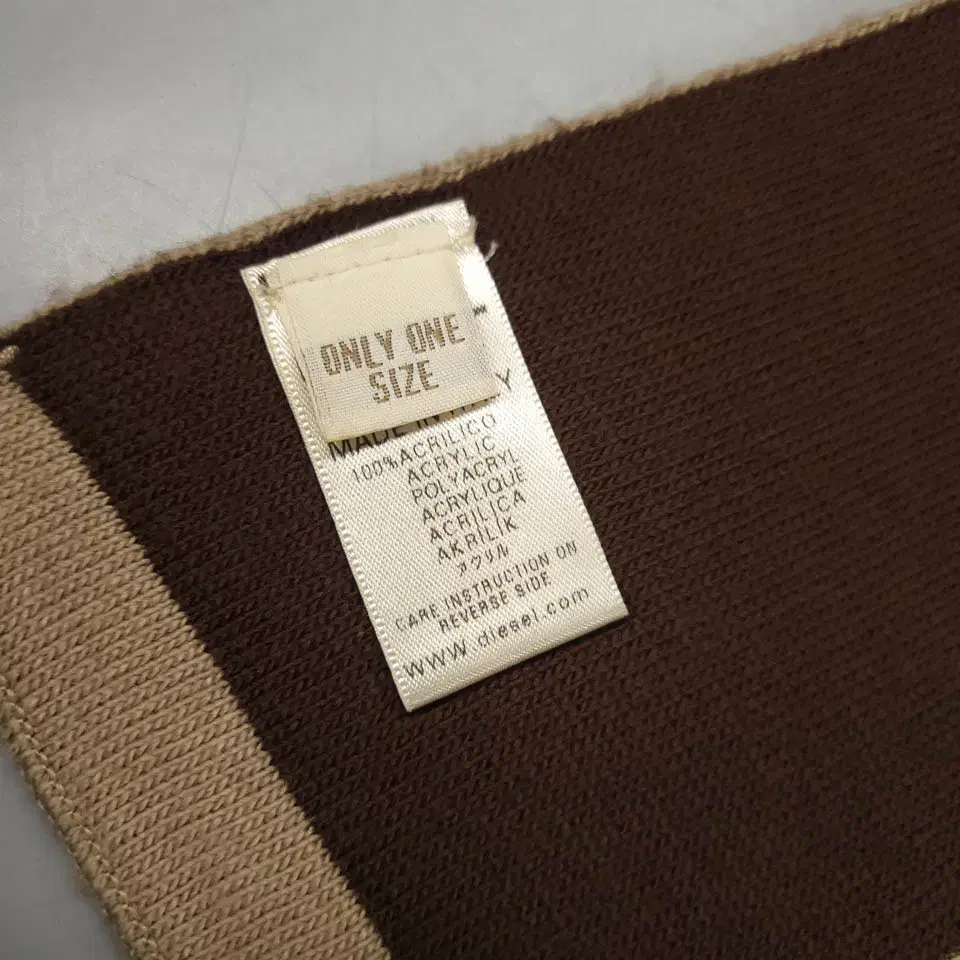 ONLY ONE
SIZE
MADE IN
100% ACRILICO
ACRYLIC
POLYACRYL
ACRYLIQUE
ACRILICA
AKRILIK
アクリル
CARE INSTRUCTION ON
REVERSE SIDE
www.diesel.com